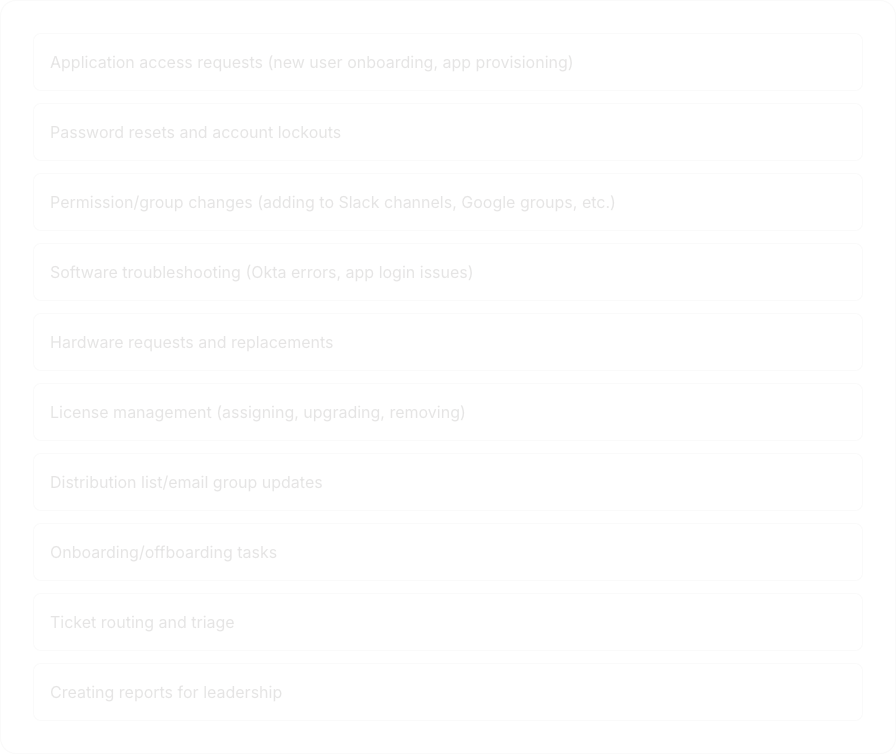 Application access requests (new user onboarding, app provisioning)
Password resets and account lockouts
Permission/group changes (adding to Slack channels, Google groups, etc.)
Software troubleshooting (Okta errors, app login issues)
Hardware requests and replacements
License management (assigning, upgrading, removing)
Distribution list/email group updates
Onboarding/offboarding tasks
Ticket routing and triage
Creating reports for leadership